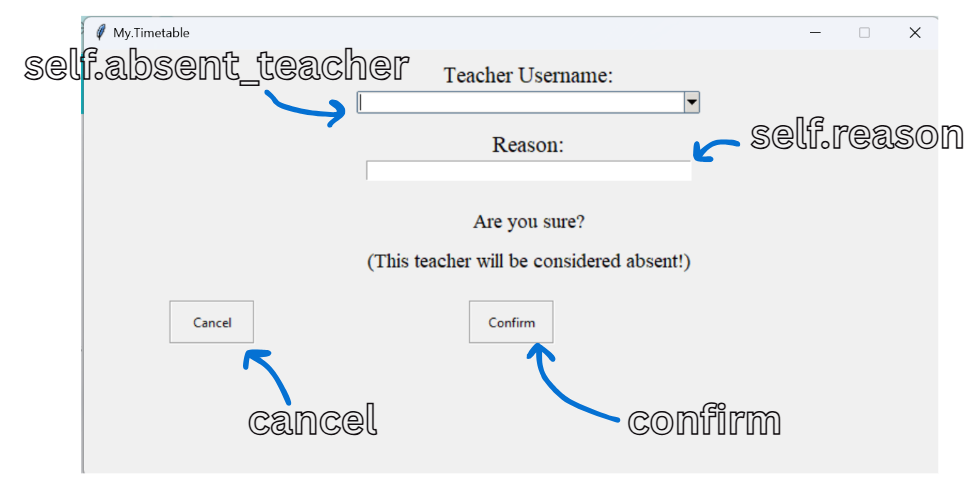 My.Timetable
self.absent_teacher
Teacher Username:
self.reason
Reason:
Are you sure?
(This teacher will be considered absent!)
Cancel
Confirm
cancel
confirm